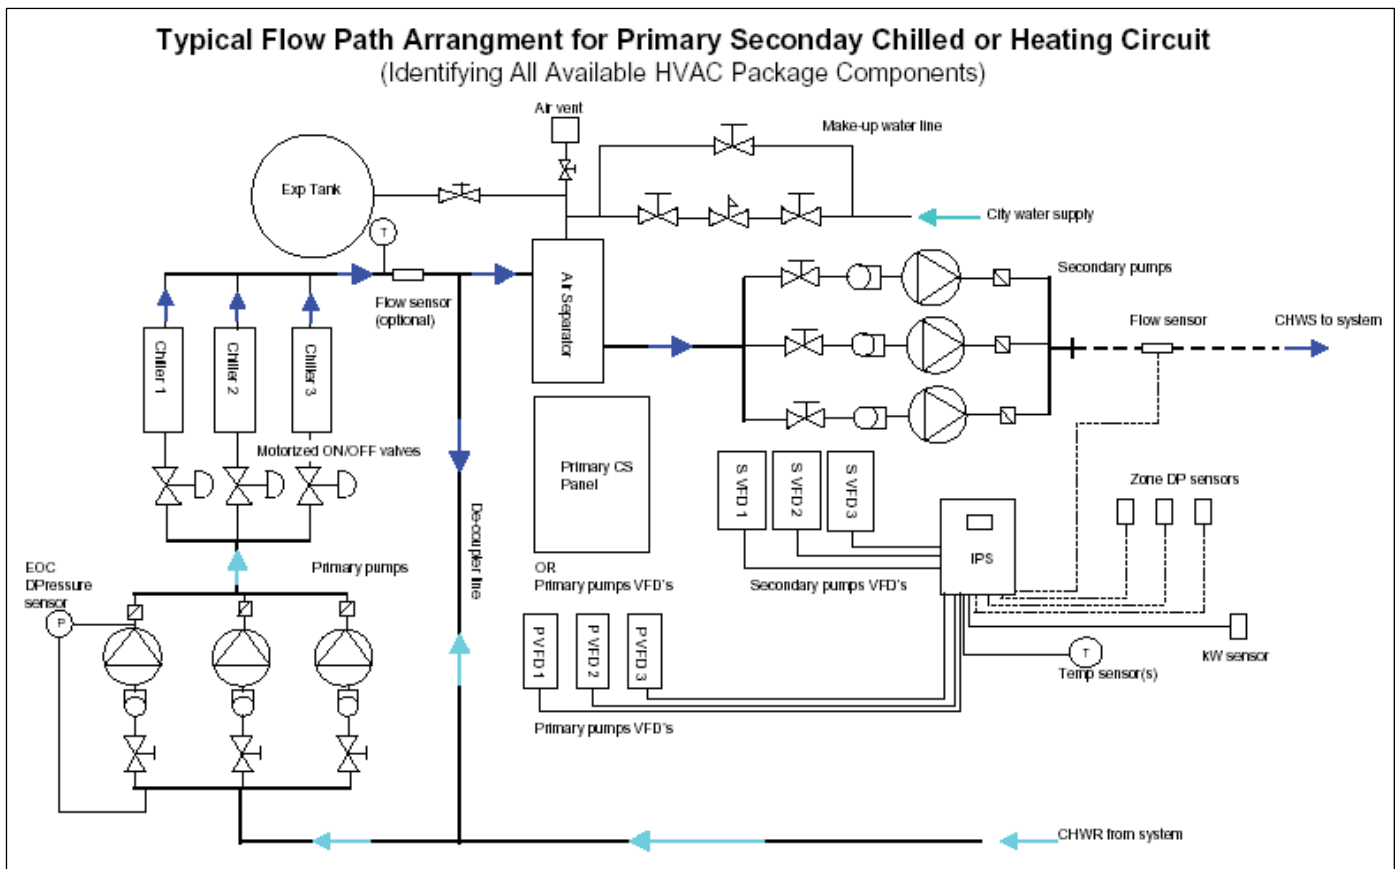 Typical Flow Path Arrangment for Primary Seconday Chilled or Heating Circuit
(Identifying All Available HVAC Package Components)
Air vent
Make-up water line
Exp Tank
City water supply
T
Air Separator
Secondary pumps
Flow sensor
(optional)
Flow sensor
CHWS to system
Chiller 1
Chiller 2
Chiller 3
Motorized ON/OFF valves
Primary CS
Panel
S VFD 1
S VFD 2
S VFD 3
Zone DP sensors
De-coupler line
IPS
EOC
DPressure
sensor
Primary pumps
OR
Primary pumps VFD's
Secondary pumps VFD's
P
P VFD 1
P VFD 2
P VFD 3
T
kW sensor
Temp sensor(s)
Primary pumps VFD's
CHWR from system